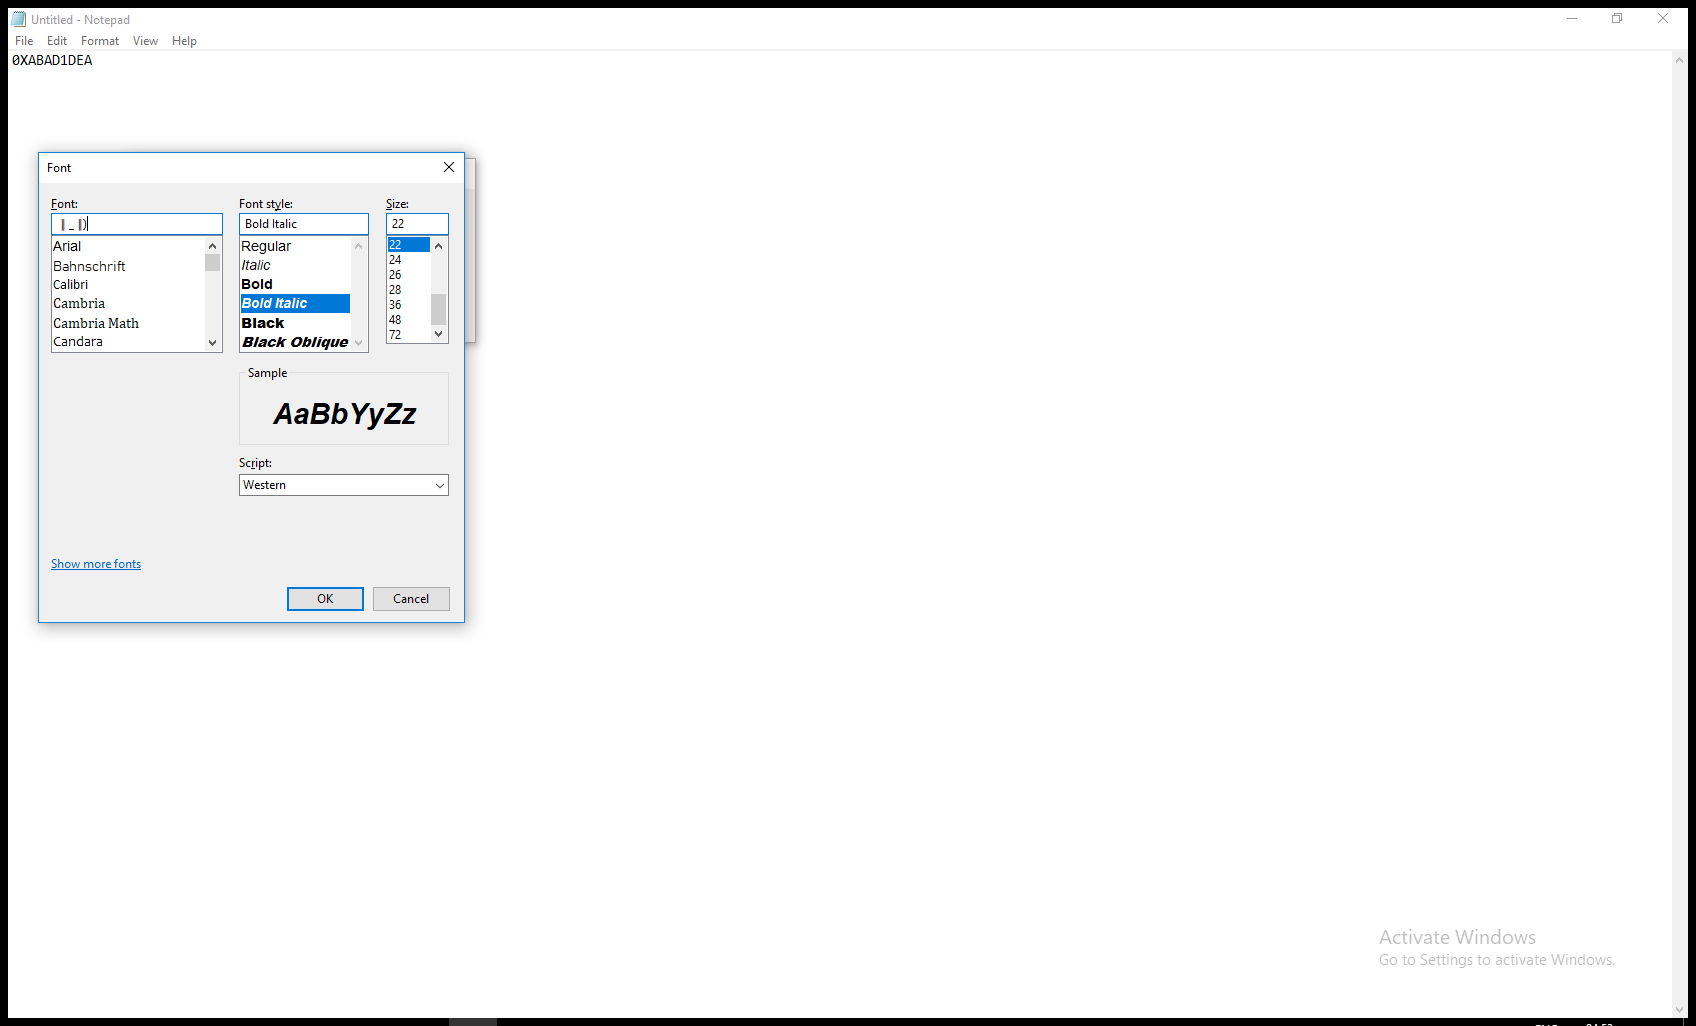 Untitled - Notepad
File Edit Format View Help
0XABAD1DEA
Font
Font: Font style: Size:
Bold Italic 22
Arial
Bahnschrift
Calibri
Cambria
Cambria Math
Candara
Regular
Italic
Bold
Bold Italic
Black
Black Oblique
22
24
26
28
36
48
72
Sample
AaBbYyZz
Script:
Western
Show more fonts
OK Cancel
Activate Windows
Go to Settings to activate Windows.